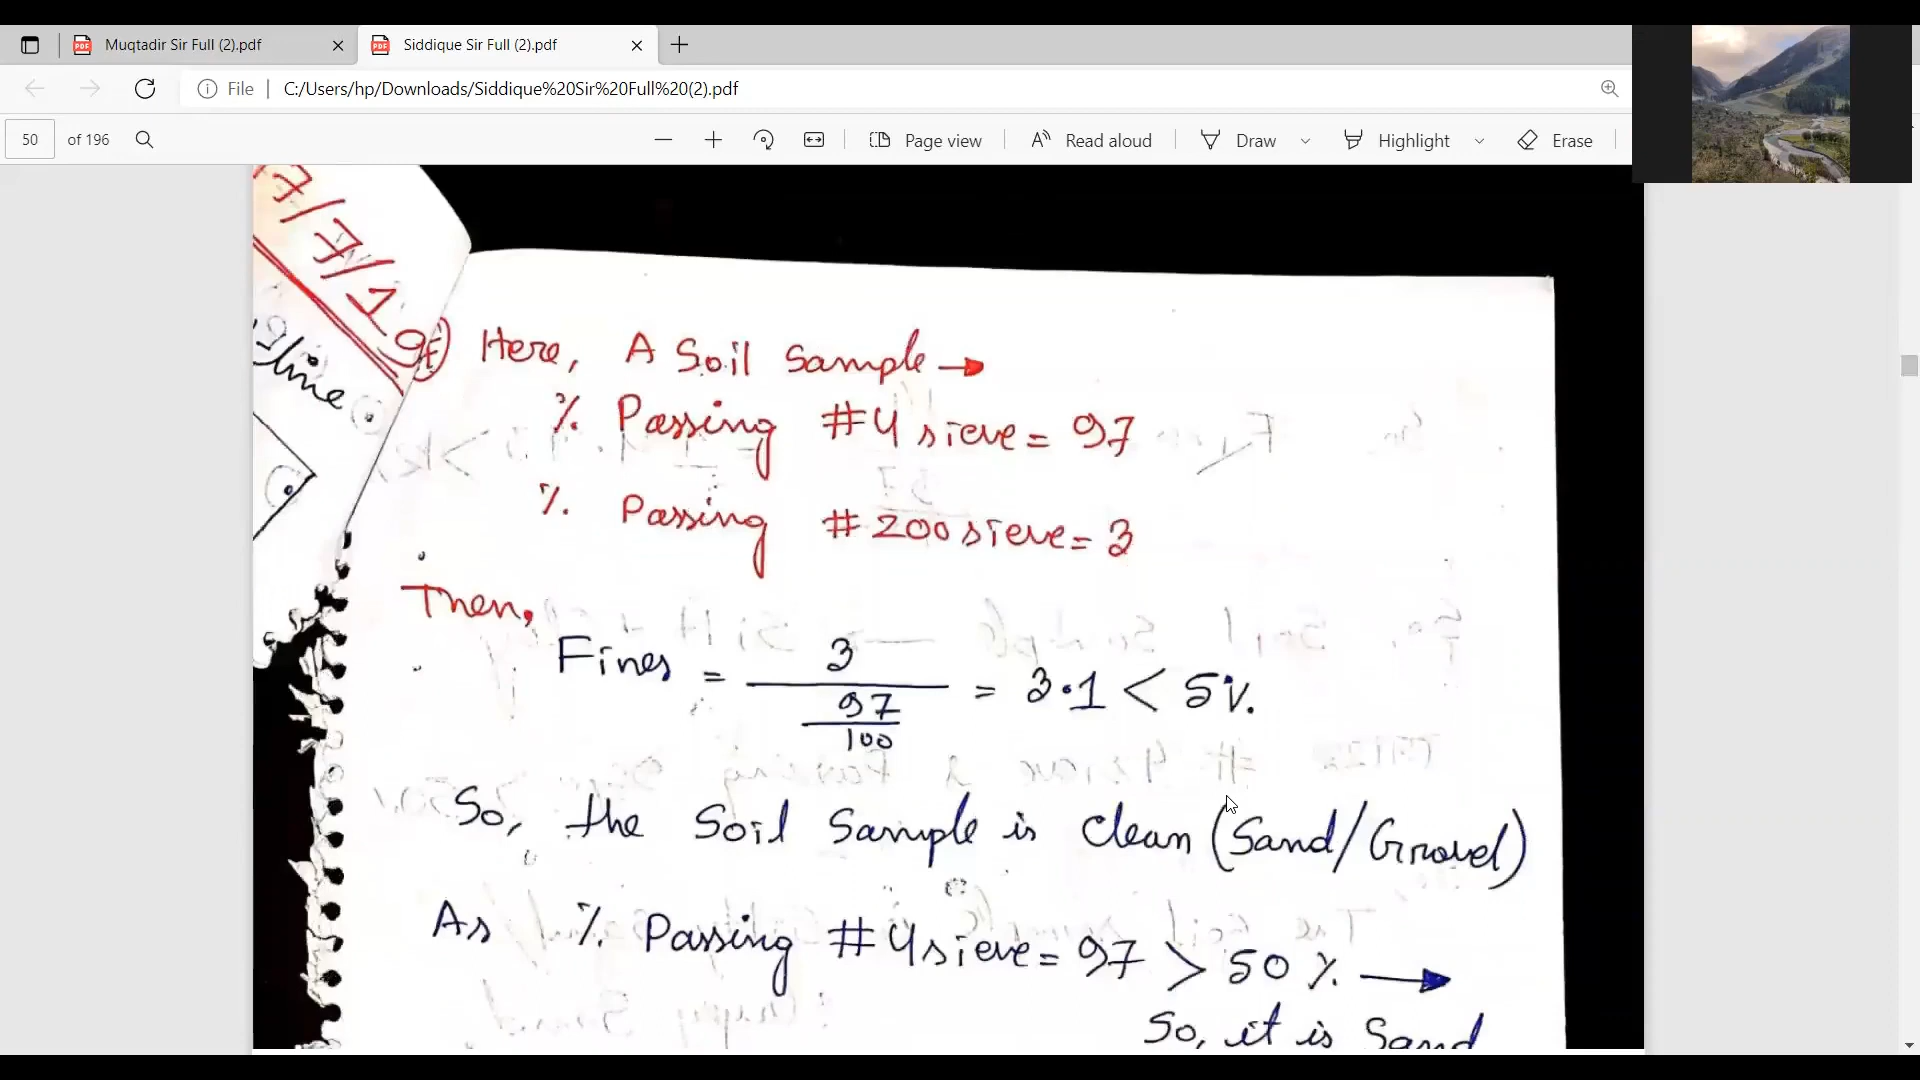 Muqtadir Sir Full (2).pdf
Siddique Sir Full (2).pdf
File
C:/Users/hp/Downloads/Siddique%20Sir%20Full%20(2).pdf
50 of 196
Page view
Read aloud
Draw
Highlight
Erase
line
Here, A Soil Sample →
% Passing #4 sieve = 97
% Passing #200 sieve = 3
Then,
Fines = 3 / (97/100) = 3.1 < 5%.
So, the Soil Sample is clean (Sand/Gravel)
As % Passing #4 sieve = 97 > 50 % →
So, it is Sand